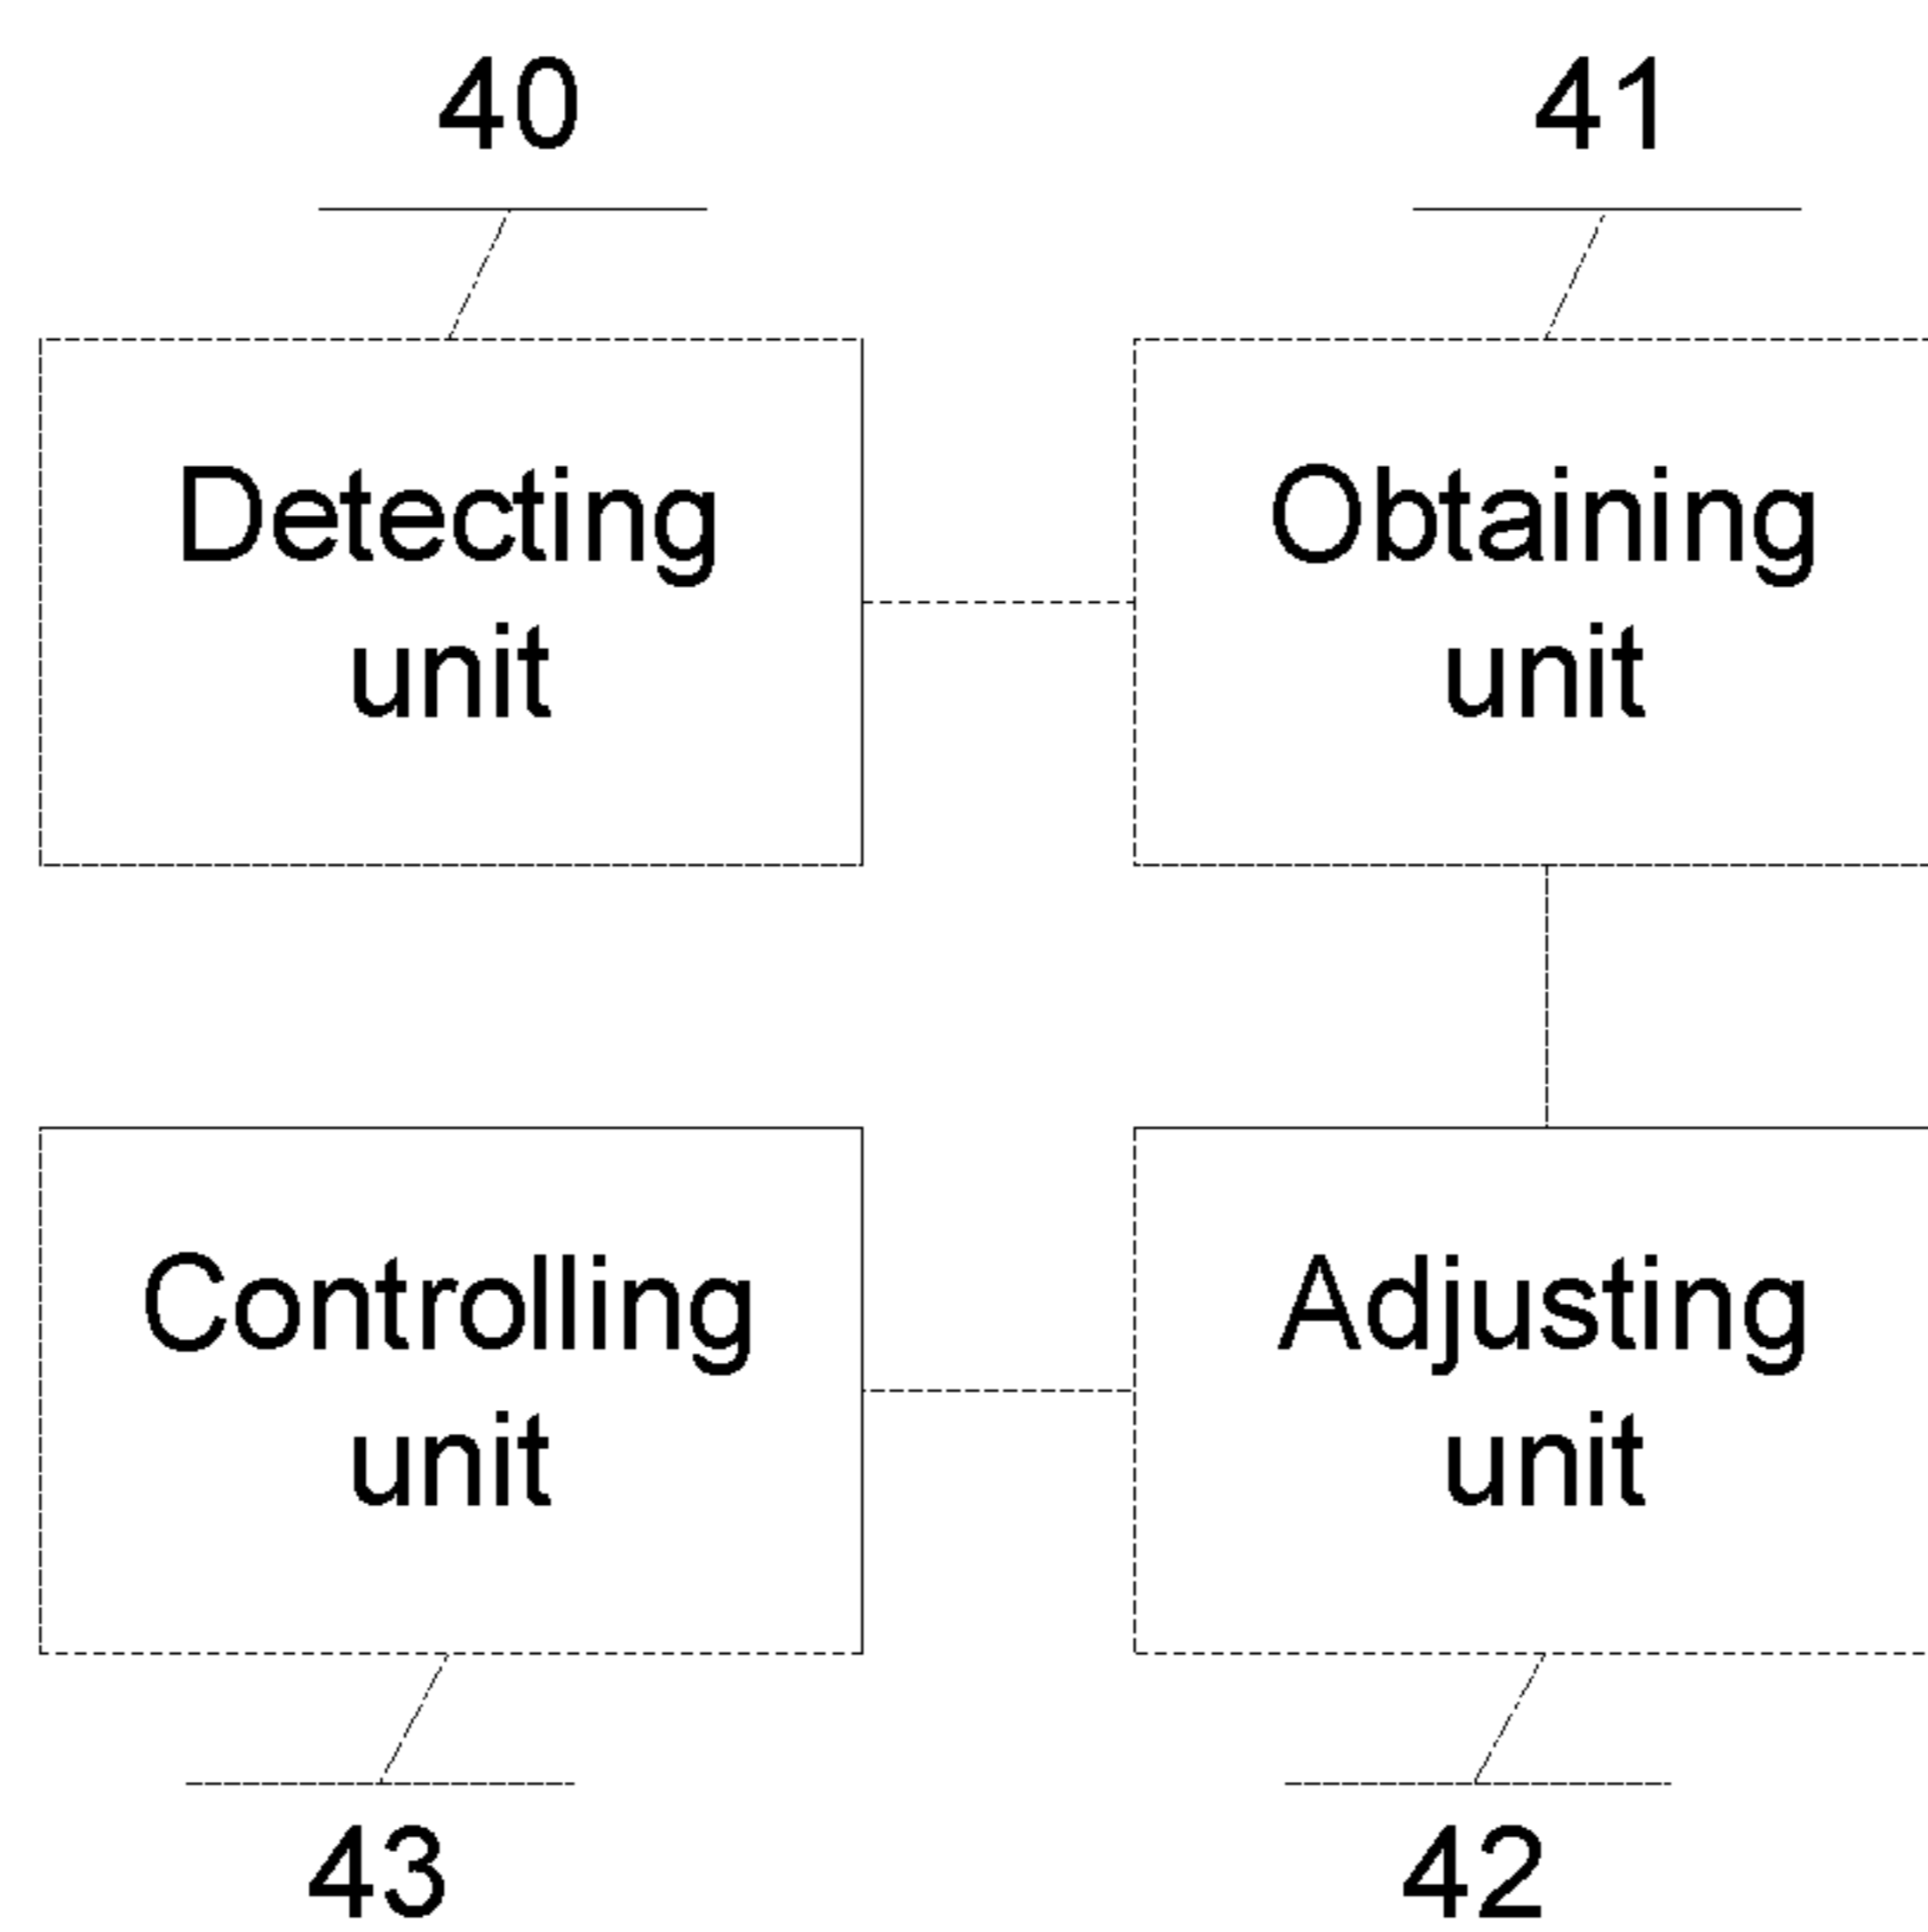 40
41
Detecting
unit
Obtaining
unit
Controlling
unit
Adjusting
unit
43
42